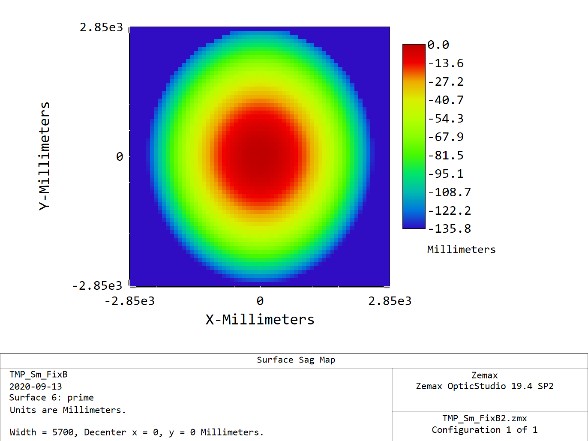 2.85e3
0
-2.85e3
Y-Millimeters
-2.85e3
0
2.85e3
X-Millimeters
0.0
-13.6
-27.2
-40.7
-54.3
-67.9
-81.5
-95.1
-108.7
-122.2
-135.8
Millimeters
Surface Sag Map
TMP_Sm_FixB
2020-09-13
Surface 6: prime
Units are Millimeters.
Width = 5700, Decenter x = 0, y = 0 Millimeters.
Zemax
Zemax OpticStudio 19.4 SP2
TMP_Sm_FixB2.zmx
Configuration 1 of 1